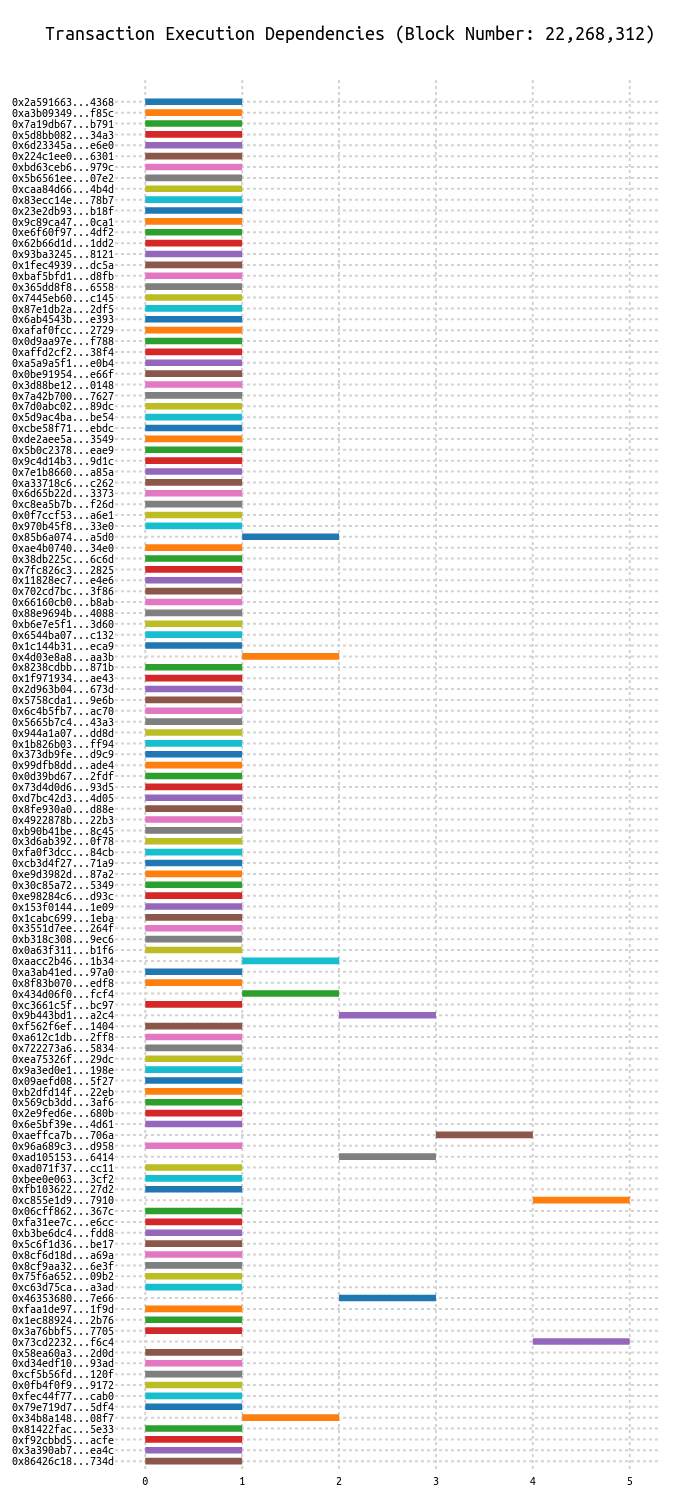 Transaction Execution Dependencies (Block Number: 22,268,312)
0x2a591663...4368
0xa3b09349...f85c
0x7a19db67...b791
0x5d8bb082...34a3
0x6d23345a...e6e0
0x224c1ee0...6301
0xbd63ceb6...979c
0x5b6561ee...07e2
0xcaa84d66...4b4d
0x83ecc14e...78b7
0x23e2db93...b18f
0x9c89ca47...0ca1
0xe6f60f97...4df2
0x62b66d1d...1dd2
0x93ba3245...8121
0x1fec4939...dc5a
0xbaf5bfd1...d8fb
0x365dd8f8...6558
0x7445eb60...c145
0x87e1db2a...2df5
0x6ab4543b...e393
0xafaf0fcc...2729
0x0d9aa97e...f788
0xaffd2cf2...38f4
0xa5a9a5f1...e0b4
0x0be91954...e66f
0x3d88be12...0148
0x7a42b700...7627
0x7d0abc02...89dc
0x5d9ac4ba...be54
0xcbe58f71...ebdc
0xde2aee5a...3549
0x5b0c2378...eae9
0x9c4d14b3...9d1c
0x7e1b8660...a85a
0xa33718c6...c262
0x6d65b22d...3373
0xc8ea5b7b...f26d
0x0f7ccf53...a6e1
0x970b45f8...33e0
0x85b6a074...a5d0
0xae4b0740...34e0
0x38db225c...6c6d
0x7fc826c3...2825
0x11828ec7...e4e6
0x702cd7bc...3f86
0x66160cb0...b8ab
0x88e9694b...4088
0xb6e7e5f1...3d60
0x6544ba07...c132
0x1c144b31...eca9
0x4d03e8a8...aa3b
0x8238cdbb...871b
0x1f971934...ae43
0x2d963b04...673d
0x5758cda1...9e6b
0x6c4b5fb7...ac70
0x5665b7c4...43a3
0x944a1a07...dd8d
0x1b826b03...ff94
0x373db9fe...d9c9
0x99dfb8dd...ade4
0x0d39bd67...2fdf
0x73d4d0d6...93d5
0xd7bc42d3...4d05
0x8fe930a0...d88e
0x4922878b...22b3
0xb90b41be...8c45
0x3d6ab392...0f78
0xfa0f3dcc...84cb
0xcb3d4f27...71a9
0xe9d3982d...87a2
0x30c85a72...5349
0xe98284c6...d93c
0x153f0144...1e09
0x1cabc699...1eba
0x3551d7ee...264f
0xb318c308...9ec6
0x0a63f311...b1f6
0xaacc2b46...1b34
0xa3ab41ed...97a0
0x8f83b070...edf8
0x434d06f0...fcf4
0xc3661c5f...bc97
0x9b443bd1...a2c4
0xf562f6ef...1404
0xa612c1db...2ff8
0x722273a6...5834
0xea75326f...29dc
0x9a3ed0e1...198e
0x09aefd08...5f27
0xb2dfd14f...22eb
0x569cb3dd...3af6
0x2e9fed6e...680b
0x6e5bf39e...4d61
0xaeffca7b...706a
0x96a689c3...d958
0xad105153...6414
0xad071f37...cc11
0xbee0e063...3cf2
0xfb103622...27d2
0xc855e1d9...7910
0x06cff862...367c
0xfa31ee7c...e6cc
0xb3be6dc4...fdd8
0x5c6f1d36...be17
0x8cf6d18d...a69a
0x8cf9aa32...6e3f
0x75f6a652...09b2
0xc63d75ca...a3ad
0x46353680...7e66
0xfaa1de97...1f9d
0x1ec88924...2b76
0x3a76bbf5...7705
0x73cd2232...f6c4
0x58ea60a3...2d0d
0xd34edf10...93ad
0xcf5b56fd...120f
0x0fb4f0f9...9172
0xfec44f77...cab0
0x79e719d7...5df4
0x34b8a148...08f7
0x81422fac...5e33
0xf92cbbd5...acfe
0x3a390ab7...ea4c
0x86426c18...734d
0 1 2 3 4 5